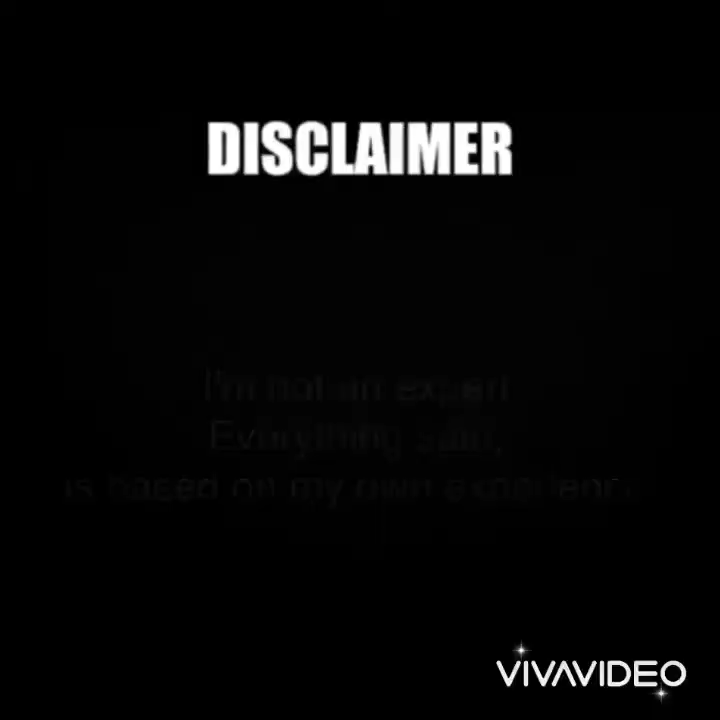 DISCLAIMER
I'm not an expert
Everything said,
is based on my own experience
VIVAVIDEO